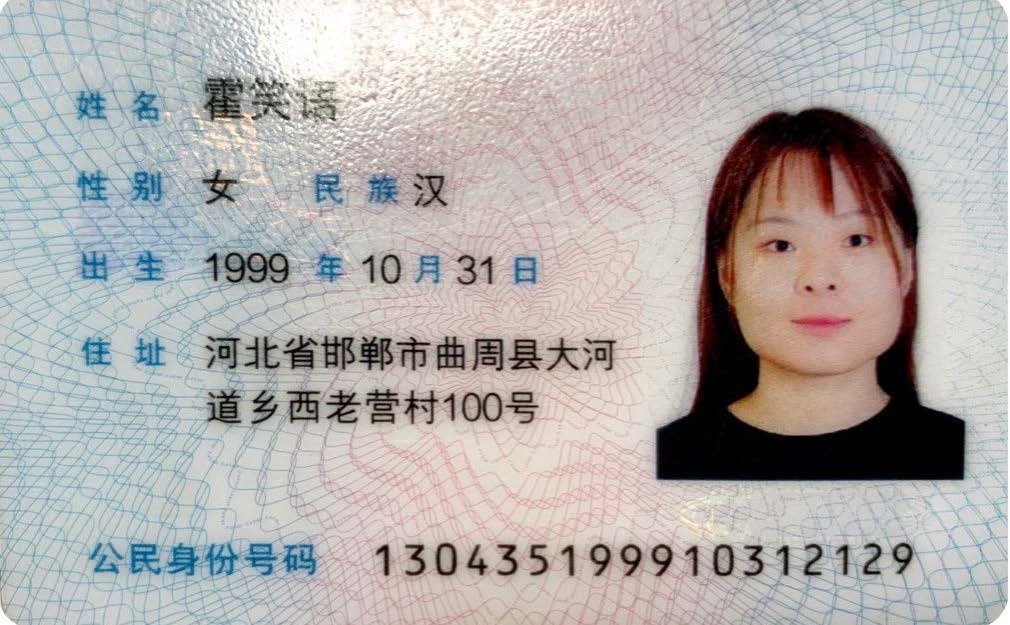 姓名 霍笑语
性别 女 民族 汉
出生 1999 年 10 月 31 日
住址 河北省邯郸市曲周县大河
道乡西老营村100号
公民身份号码 130435199910312129